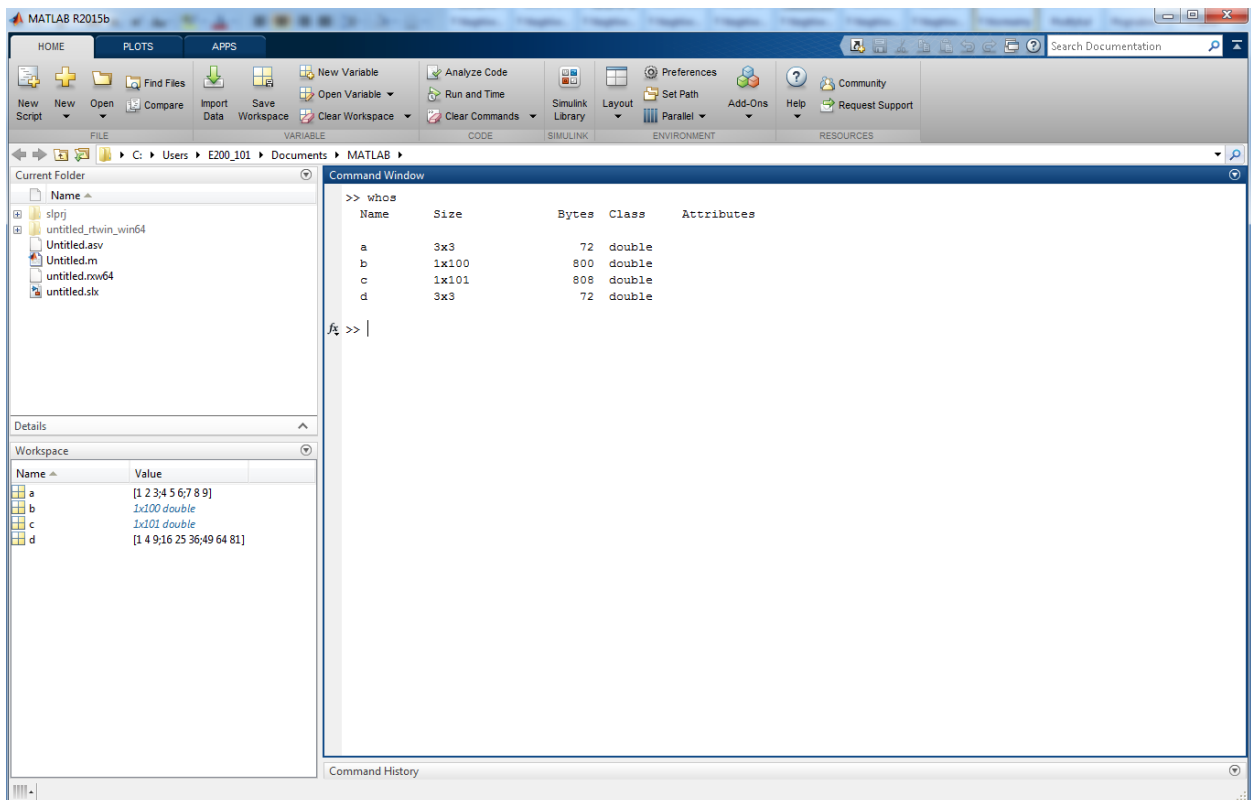 MATLAB R2015b
HOME PLOTS APPS
Search Documentation
New Script
New
Open
Find Files
Compare
Import Data
Save Workspace
New Variable
Open Variable
Clear Workspace
Analyze Code
Run and Time
Clear Commands
Simulink Library
Layout
Preferences
Set Path
Parallel
Add-Ons
Help
Community
Request Support
FILE VARIABLE CODE SIMULINK ENVIRONMENT RESOURCES
C: Users E200_101 Documents MATLAB
Current Folder
Name
slprj
untitled_rtwin_win64
Untitled.asv
Untitled.m
untitled.rxw64
untitled.slx
Details
Workspace
Name Value
a [1 2 3;4 5 6;7 8 9]
b 1x100 double
c 1x101 double
d [1 4 9;16 25 36;49 64 81]
Command Window
>> whos
Name Size Bytes Class Attributes
a 3x3 72 double
b 1x100 800 double
c 1x101 808 double
d 3x3 72 double
fx >>
Command History